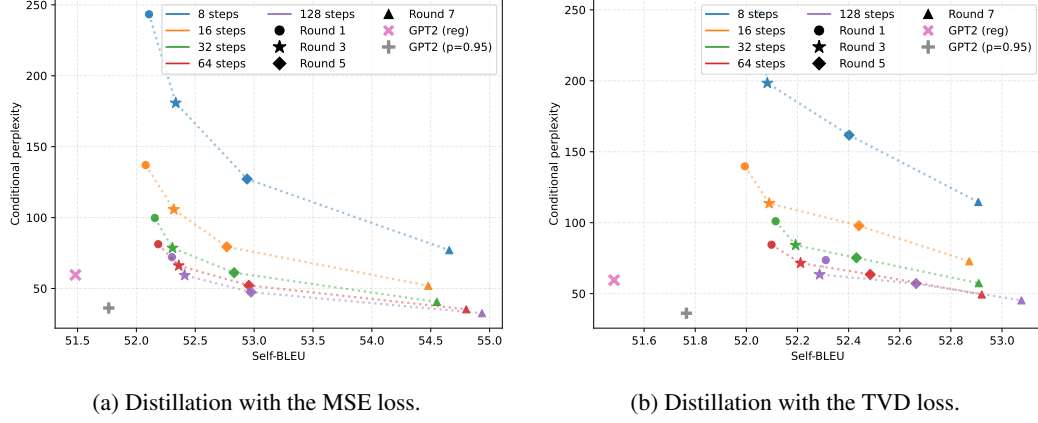 250
200
150
100
50
Conditional perplexity
51.5 52.0 52.5 53.0 53.5 54.0 54.5 55.0
Self-BLEU
8 steps
16 steps
32 steps
64 steps
128 steps
Round 1
Round 3
Round 5
Round 7
GPT2 (reg)
GPT2 (p=0.95)
(a) Distillation with the MSE loss.
250
200
150
100
50
Conditional perplexity
51.6 51.8 52.0 52.2 52.4 52.6 52.8 53.0
Self-BLEU
8 steps
16 steps
32 steps
64 steps
128 steps
Round 1
Round 3
Round 5
Round 7
GPT2 (reg)
GPT2 (p=0.95)
(b) Distillation with the TVD loss.